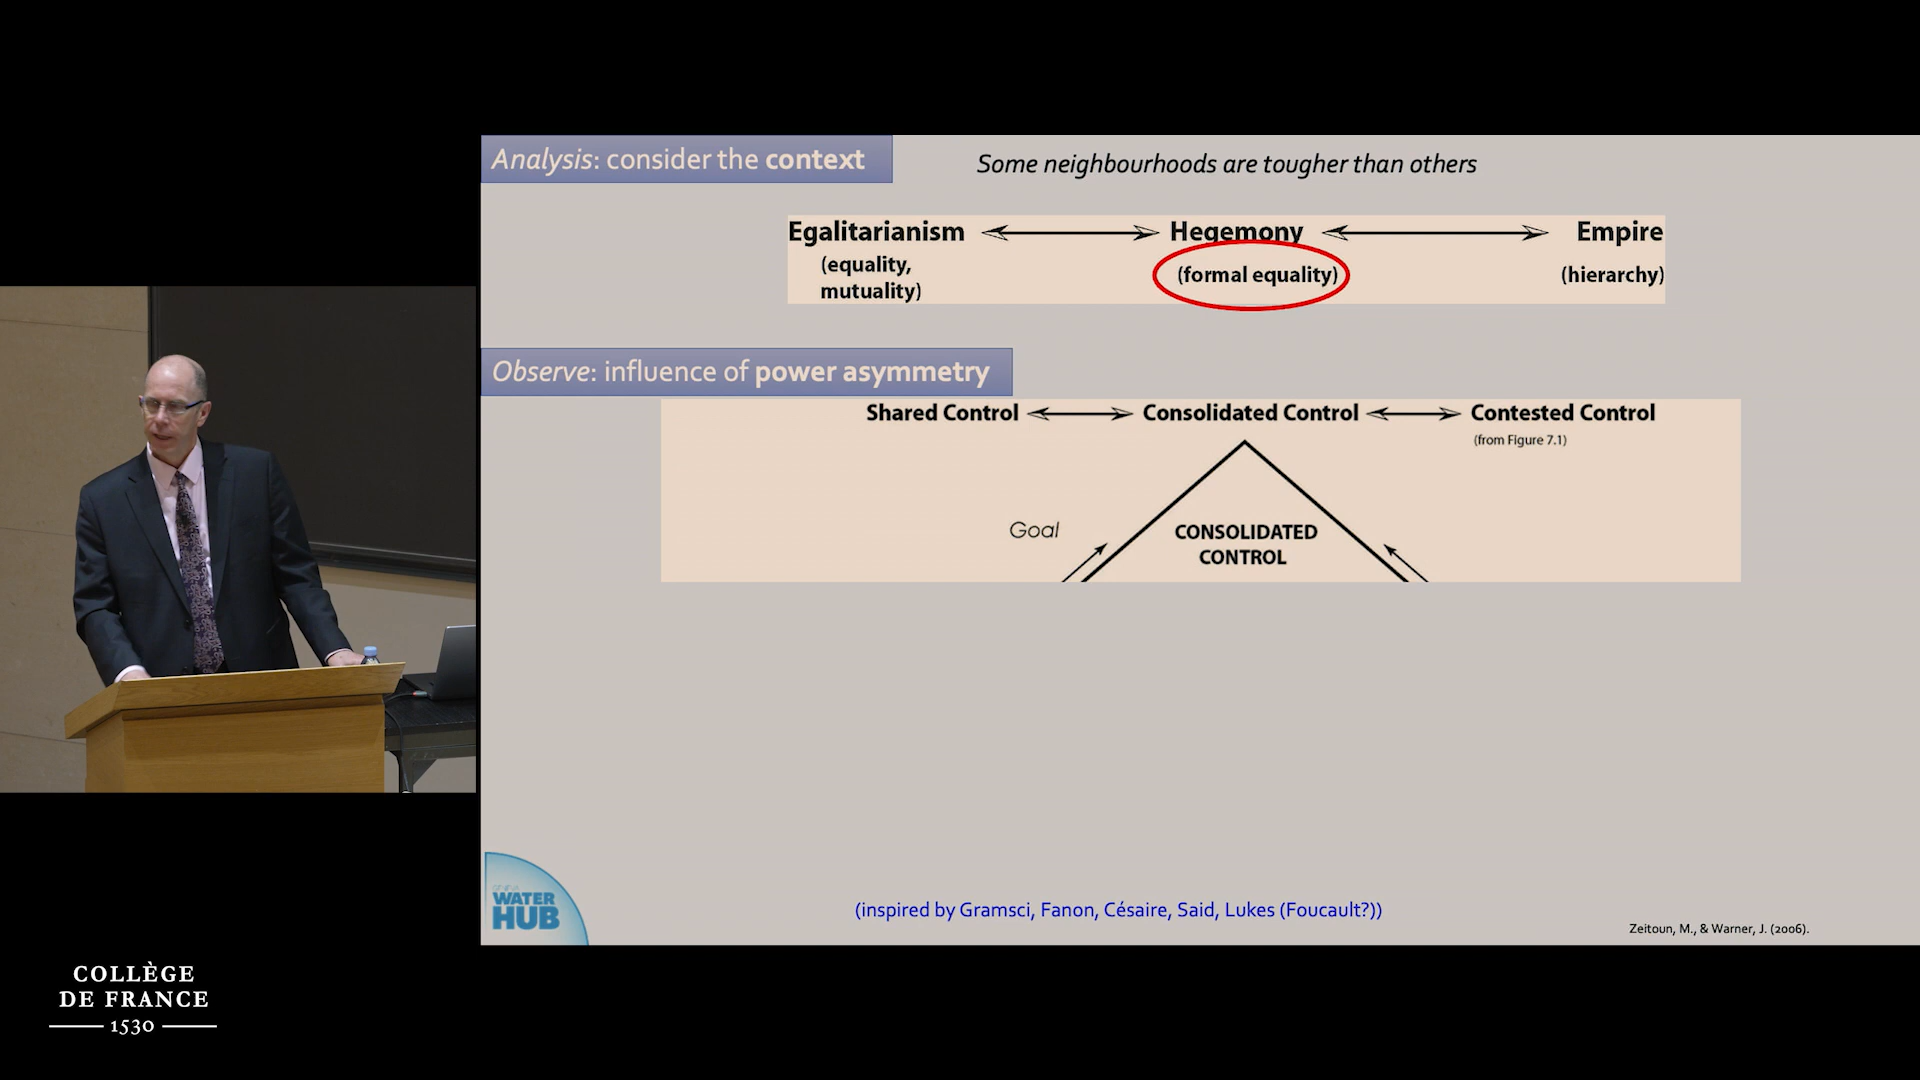 Analysis: consider the context
Some neighbourhoods are tougher than others
Egalitarianism Hegemony Empire
(equality, mutuality) (formal equality) (hierarchy)
Observe: influence of power asymmetry
Shared Control Consolidated Control Contested Control
(from Figure 7.1)
Goal
CONSOLIDATED
CONTROL
GENEVA
WATER
HUB
(inspired by Gramsci, Fanon, Césaire, Said, Lukes (Foucault?))
Zeitoun, M., & Warner, J. (2006).
COLLÈGE
DE FRANCE
1530